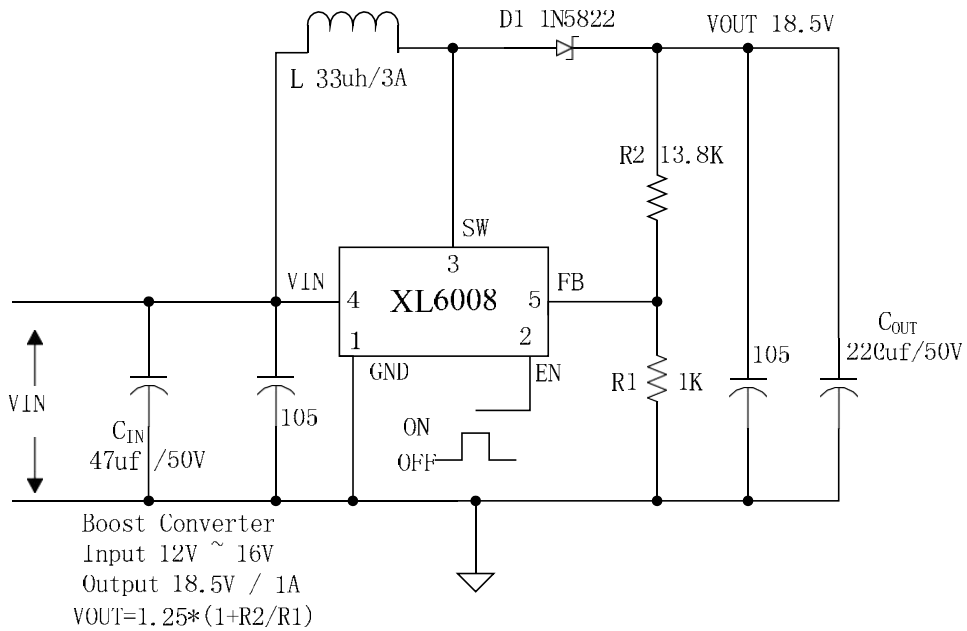 D1 1N5822
VOUT 18.5V
L 33uh/3A
R2 13.8K
SW
3
VIN
FB
4
XL6008
5
1
2
GND
EN
COUT
220uf/50V
105
R1
1K
VIN
105
CIN
47uf /50V
ON
OFF
Boost Converter
Input 12V ~ 16V
Output 18.5V / 1A
VOUT=1.25*(1+R2/R1)